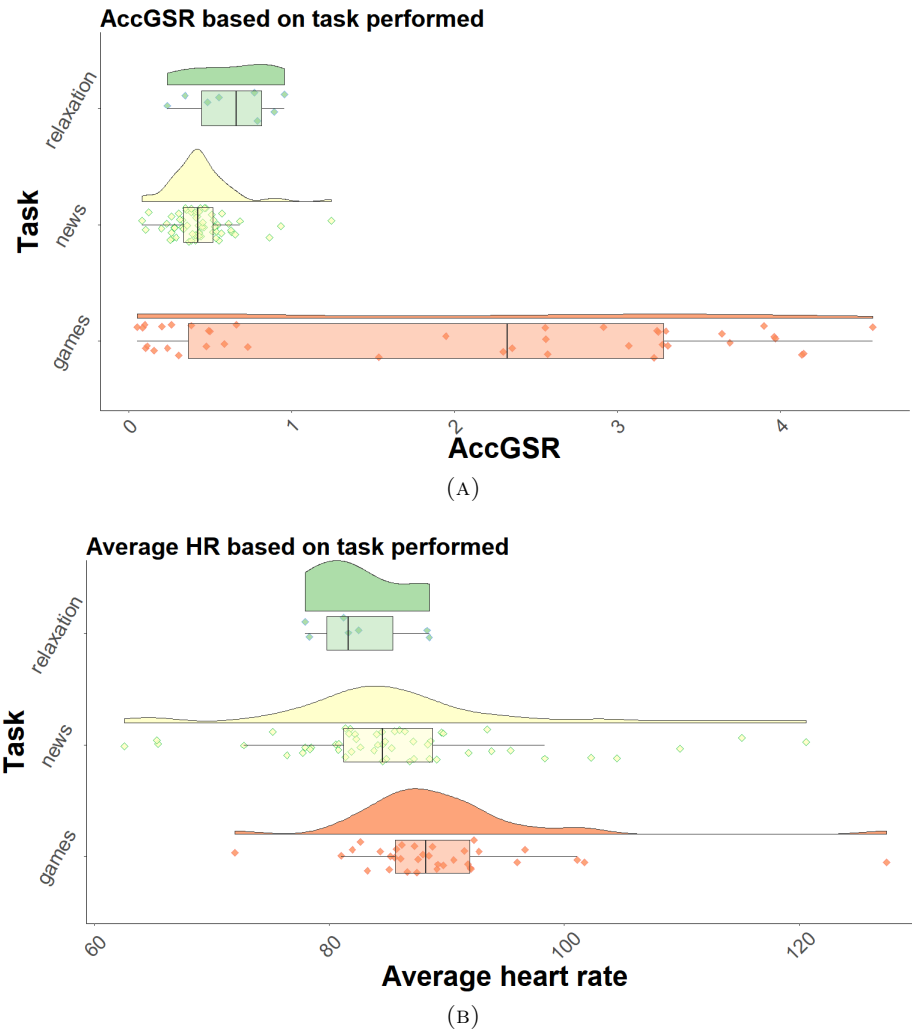 AccGSR based on task performed
relaxation
news
games
Task
0 1 2 3 4
AccGSR
(A)
Average HR based on task performed
relaxation
news
games
Task
60 80 100 120
Average heart rate
(B)